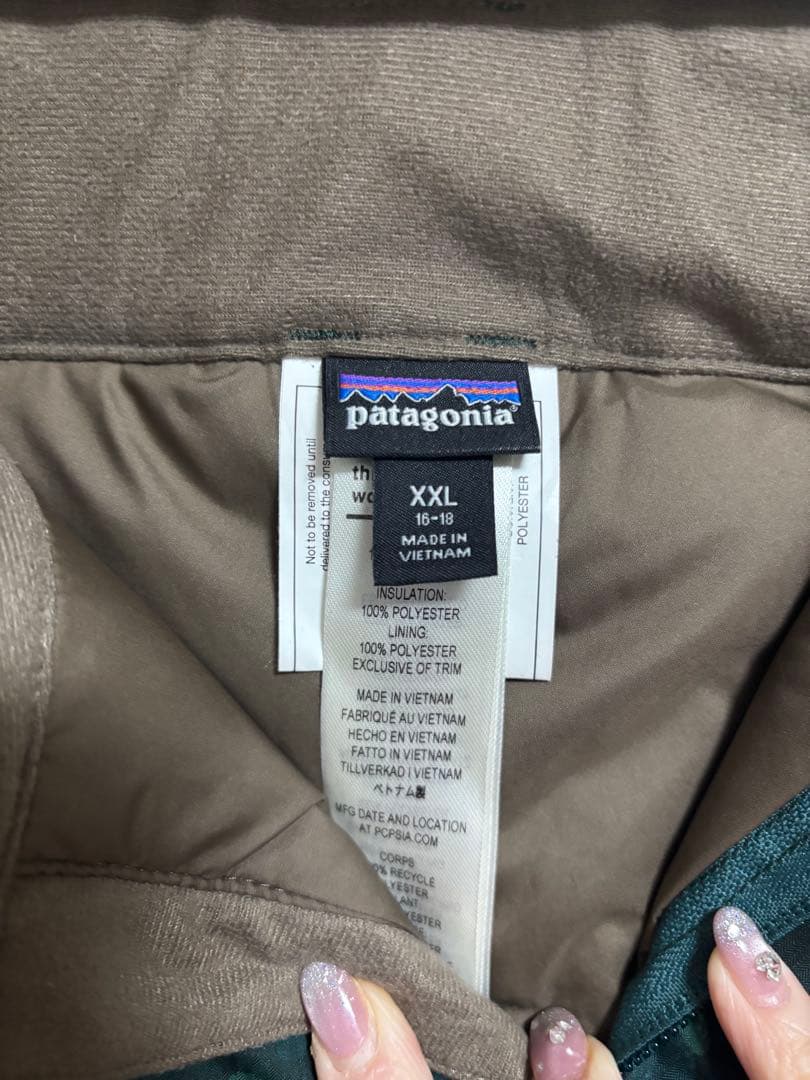 patagonia®
XXL
16-18
MADE IN
VIETNAM
Not to be removed until
delivered to the
POLYESTER
INSULATION:
100% POLYESTER
LINING:
100% POLYESTER
EXCLUSIVE OF TRIM
MADE IN VIETNAM
FABRIQUÉ AU VIETNAM
HECHO EN VIETNAM
FATTO IN VIETNAM
TILLVERKAD I VIETNAM
ベトナム製
MFG DATE AND LOCATION
AT PCPSIA.COM
CORPS
RECYCLÉ